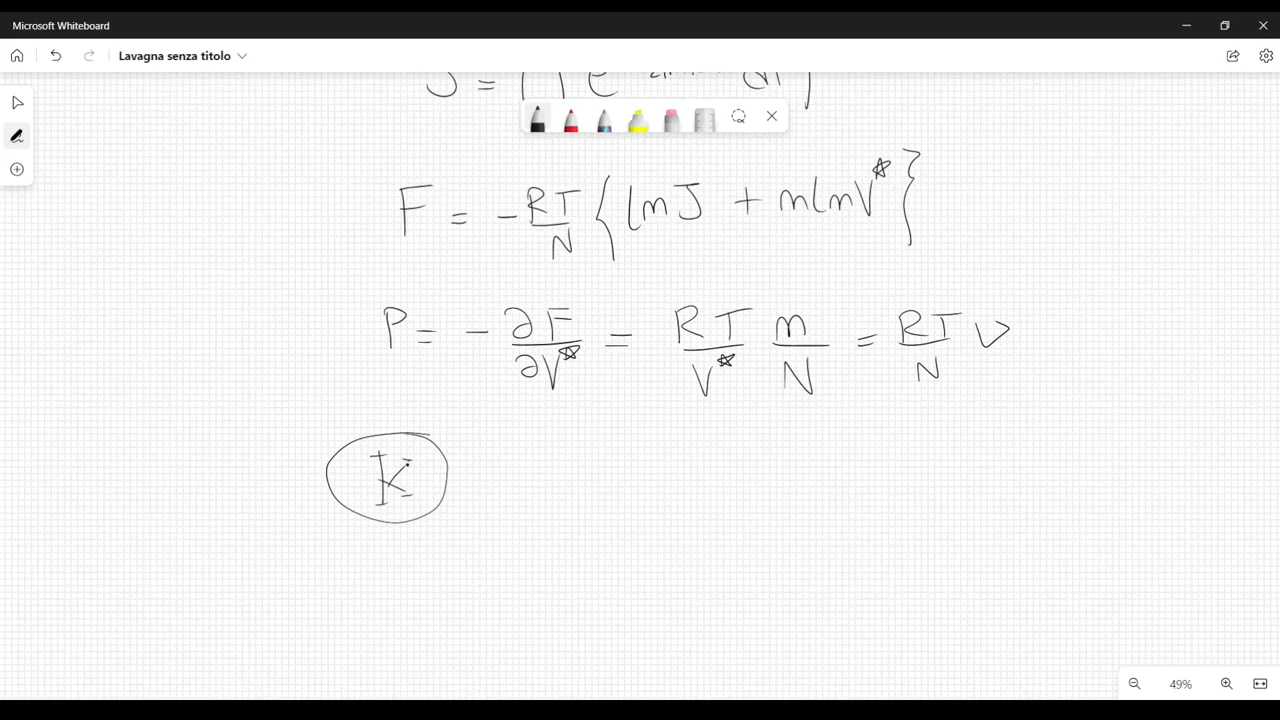 Microsoft Whiteboard
Lavagna senza titolo
J =
F = - RT/N { ln J + n ln V* }
P = - ∂F/∂V* = RT/V* n/N = RT/N ν
K
49%